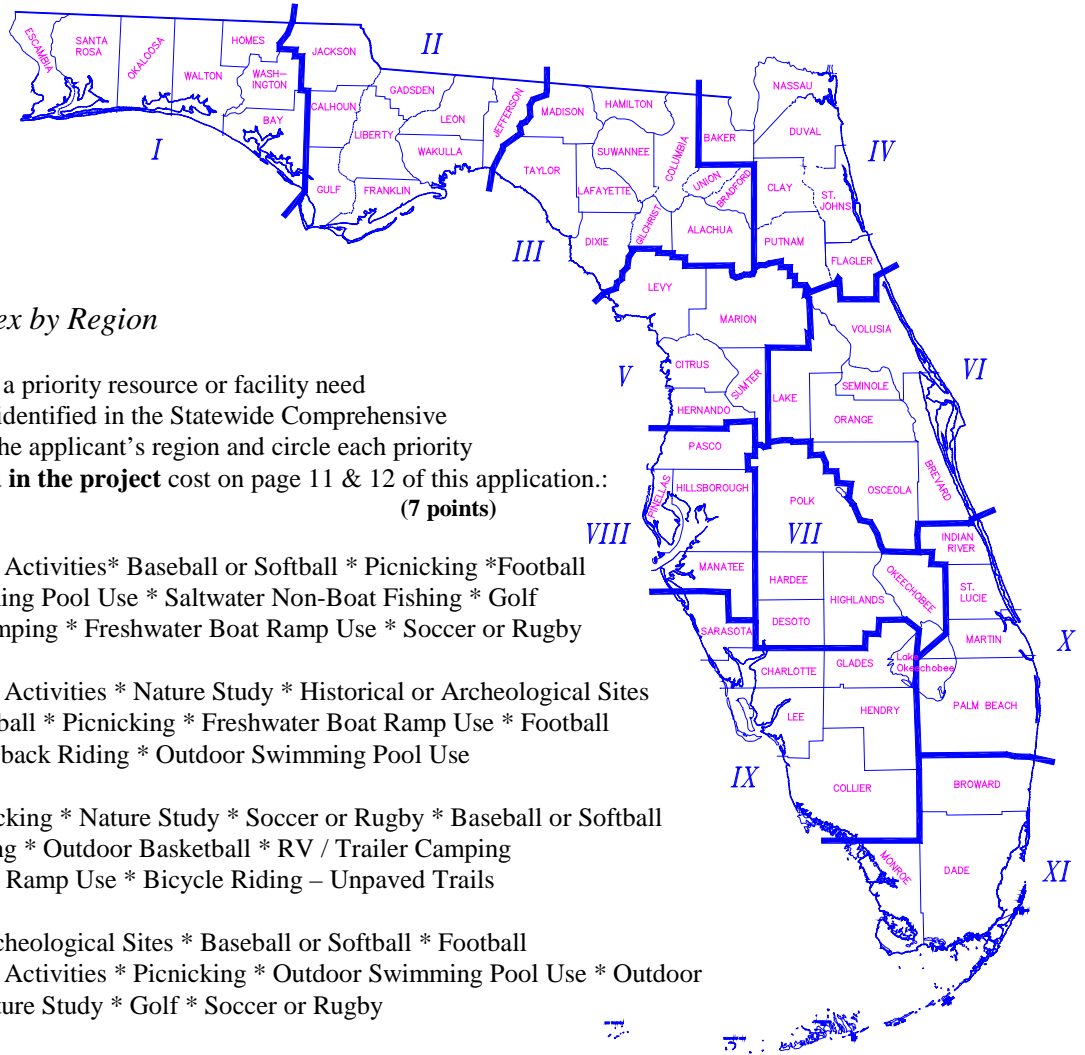 ESCAMBIA
SANTA
ROSA
OKALOOSA
WALTON
HOMES
WASH-
INGTON
BAY
I
JACKSON
II
CALHOUN
GADSDEN
LIBERTY
LEON
JEFFERSON
WAKULLA
GULF
FRANKLIN
MADISON
HAMILTON
TAYLOR
SUWANNEE
LAFAYETTE
COLUMBIA
UNION
BRADFORD
DIXIE
GILCHRIST
ALACHUA
III
BAKER
NASSAU
DUVAL
CLAY
ST.
JOHNS
PUTNAM
FLAGLER
IV
LEVY
MARION
CITRUS
SUMTER
HERNANDO
V
VOLUSIA
LAKE
SEMINOLE
ORANGE
OSCEOLA
BREVARD
VI
PASCO
PINELLAS
HILLSBOROUGH
MANATEE
VIII
POLK
VII
HARDEE
HIGHLANDS
OKEECHOBEE
DESOTO
INDIAN
RIVER
ST.
LUCIE
MARTIN
PALM BEACH
X
SARASOTA
CHARLOTTE
GLADES
Lake
Okeechobee
LEE
HENDRY
COLLIER
IX
BROWARD
DADE
MONROE
XI
ex by Region
a priority resource or facility need
identified in the Statewide Comprehensive
he applicant’s region and circle each priority
in the project cost on page 11 & 12 of this application.:
(7 points)
Activities* Baseball or Softball * Picnicking *Football
ing Pool Use * Saltwater Non-Boat Fishing * Golf
mping * Freshwater Boat Ramp Use * Soccer or Rugby
Activities * Nature Study * Historical or Archeological Sites
ball * Picnicking * Freshwater Boat Ramp Use * Football
back Riding * Outdoor Swimming Pool Use
cking * Nature Study * Soccer or Rugby * Baseball or Softball
ng * Outdoor Basketball * RV / Trailer Camping
Ramp Use * Bicycle Riding – Unpaved Trails
cheological Sites * Baseball or Softball * Football
Activities * Picnicking * Outdoor Swimming Pool Use * Outdoor
ture Study * Golf * Soccer or Rugby